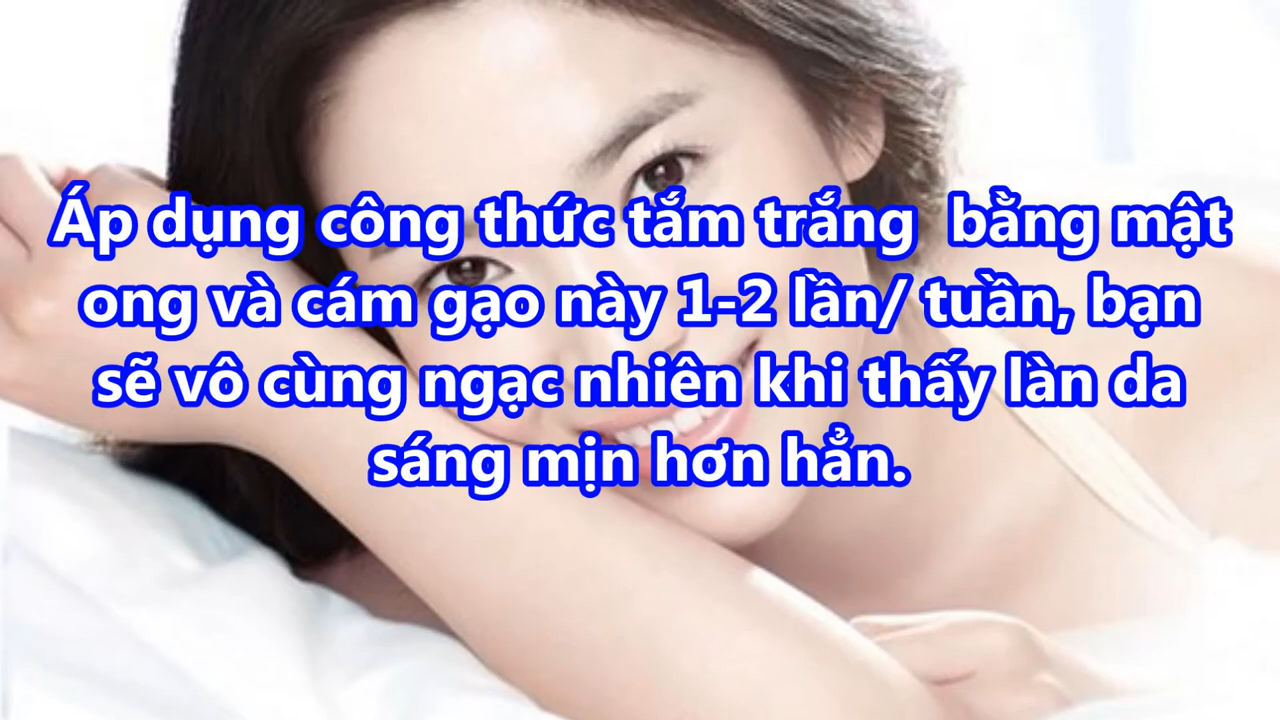 Áp dụng công thức tắm trắng  bằng mật
ong và cám gạo này 1-2 lần/ tuần, bạn
sẽ vô cùng ngạc nhiên khi thấy làn da
sáng mịn hơn hẳn.